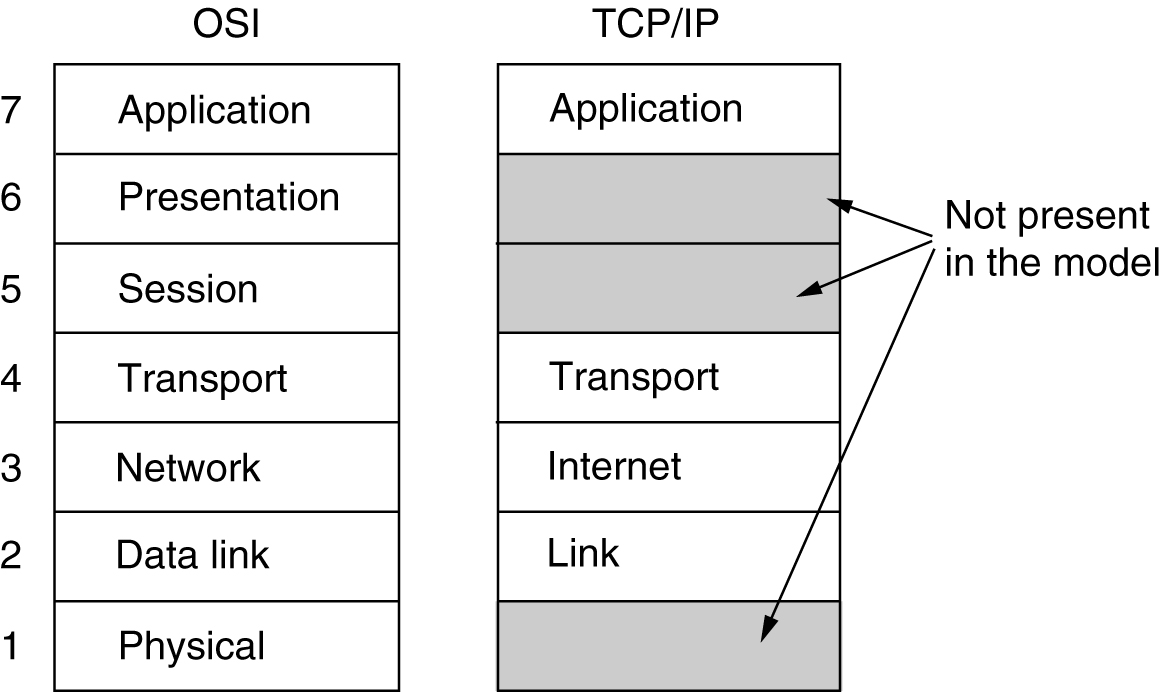 OSI TCP/IP
7 Application Application
6 Presentation
Not present
in the model
5 Session
4 Transport Transport
3 Network Internet
2 Data link Link
1 Physical